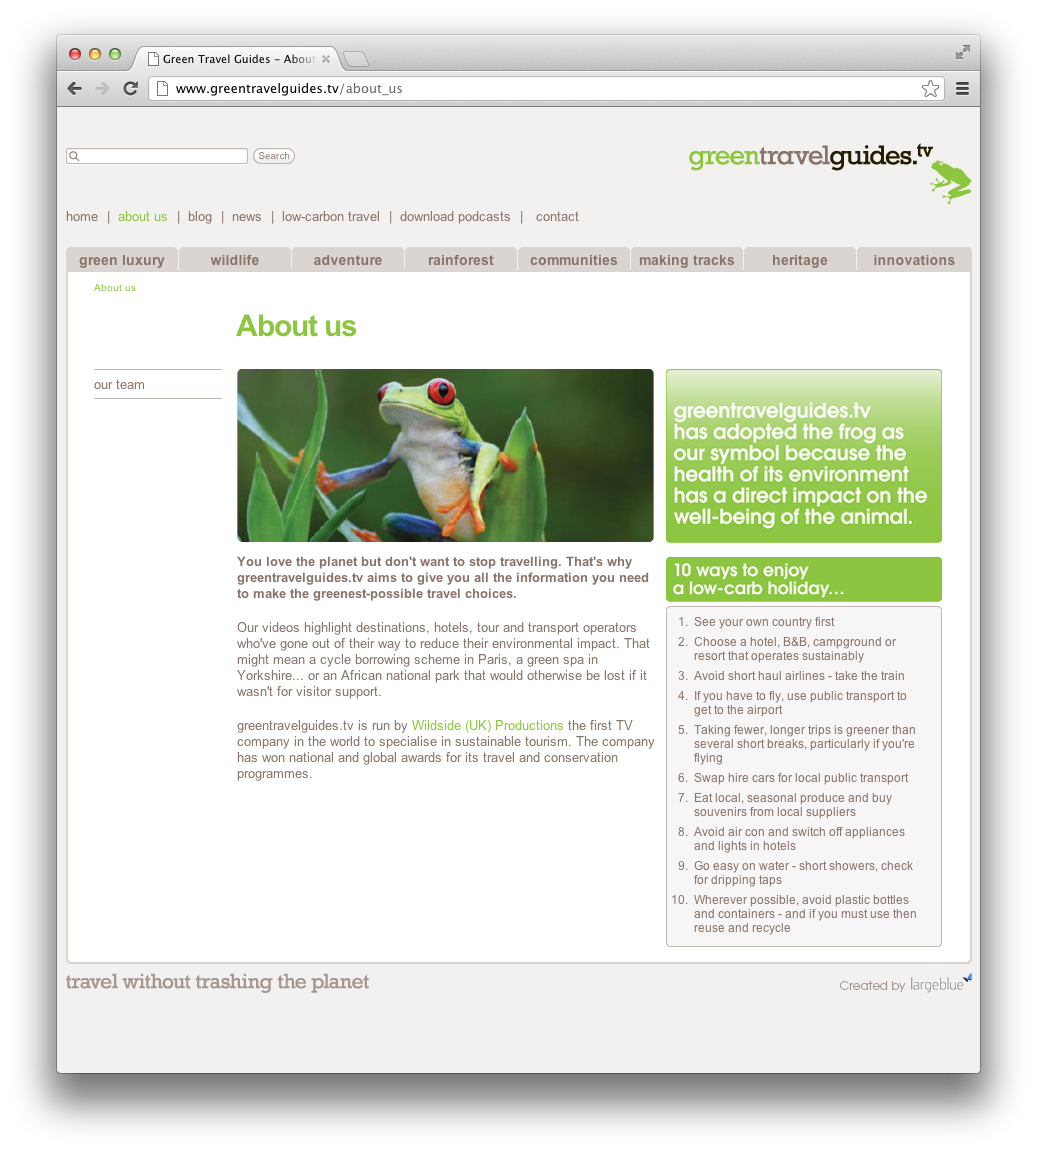 Green Travel Guides – About
www.greentravelguides.tv/about_us
Search
greentravelguides.tv
home | about us | blog | news | low-carbon travel | download podcasts | contact
green luxury wildlife adventure rainforest communities making tracks heritage innovations
About us
About us
our team
You love the planet but don't want to stop travelling. That's why
greentravelguides.tv aims to give you all the information you need
to make the greenest-possible travel choices.
Our videos highlight destinations, hotels, tour and transport operators
who've gone out of their way to reduce their environmental impact. That
might mean a cycle borrowing scheme in Paris, a green spa in
Yorkshire... or an African national park that would otherwise be lost if it
wasn't for visitor support.
greentravelguides.tv is run by Wildside (UK) Productions the first TV
company in the world to specialise in sustainable tourism. The company
has won national and global awards for its travel and conservation
programmes.
greentravelguides.tv
has adopted the frog as
our symbol because the
health of its environment
has a direct impact on the
well-being of the animal.
10 ways to enjoy
a low-carb holiday...
1. See your own country first
2. Choose a hotel, B&B, campground or
resort that operates sustainably
3. Avoid short haul airlines - take the train
4. If you have to fly, use public transport to
get to the airport
5. Taking fewer, longer trips is greener than
several short breaks, particularly if you're
flying
6. Swap hire cars for local public transport
7. Eat local, seasonal produce and buy
souvenirs from local suppliers
8. Avoid air con and switch off appliances
and lights in hotels
9. Go easy on water - short showers, check
for dripping taps
10. Wherever possible, avoid plastic bottles
and containers - and if you must use then
reuse and recycle
travel without trashing the planet
Created by largeblue